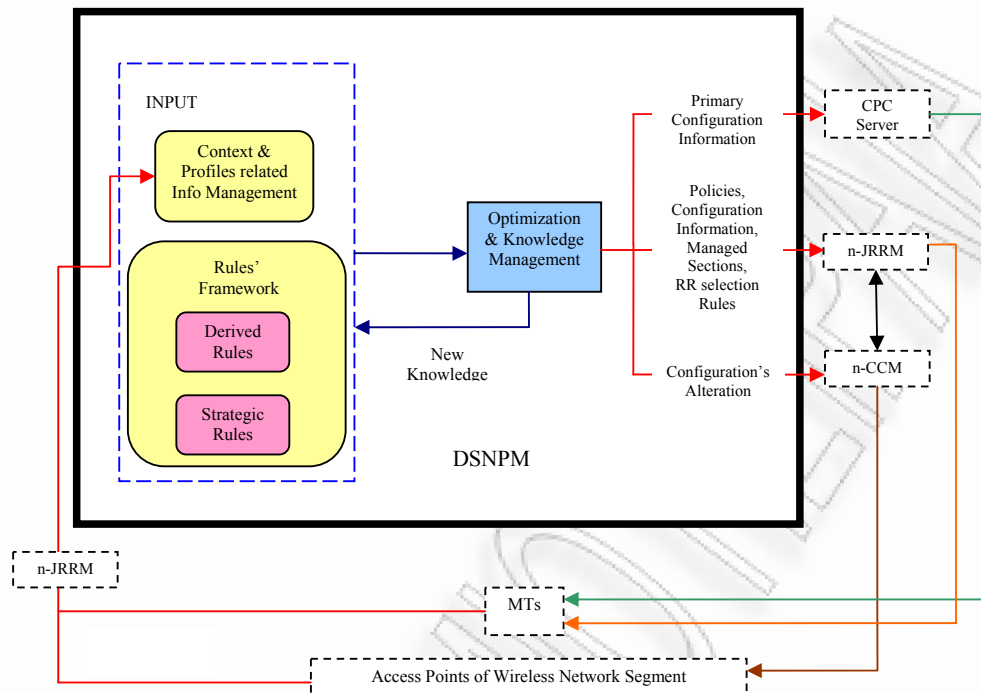 INPUT
Context &
Profiles related
Info Management
Rules'
Framework
Derived
Rules
Strategic
Rules
Optimization
& Knowledge
Management
New
Knowledge
DSNPM
Primary
Configuration
Information
Policies,
Configuration
Information,
Managed
Sections,
RR selection
Rules
Configuration's
Alteration
CPC
Server
n-JRRM
n-CCM
n-JRRM
MTs
Access Points of Wireless Network Segment